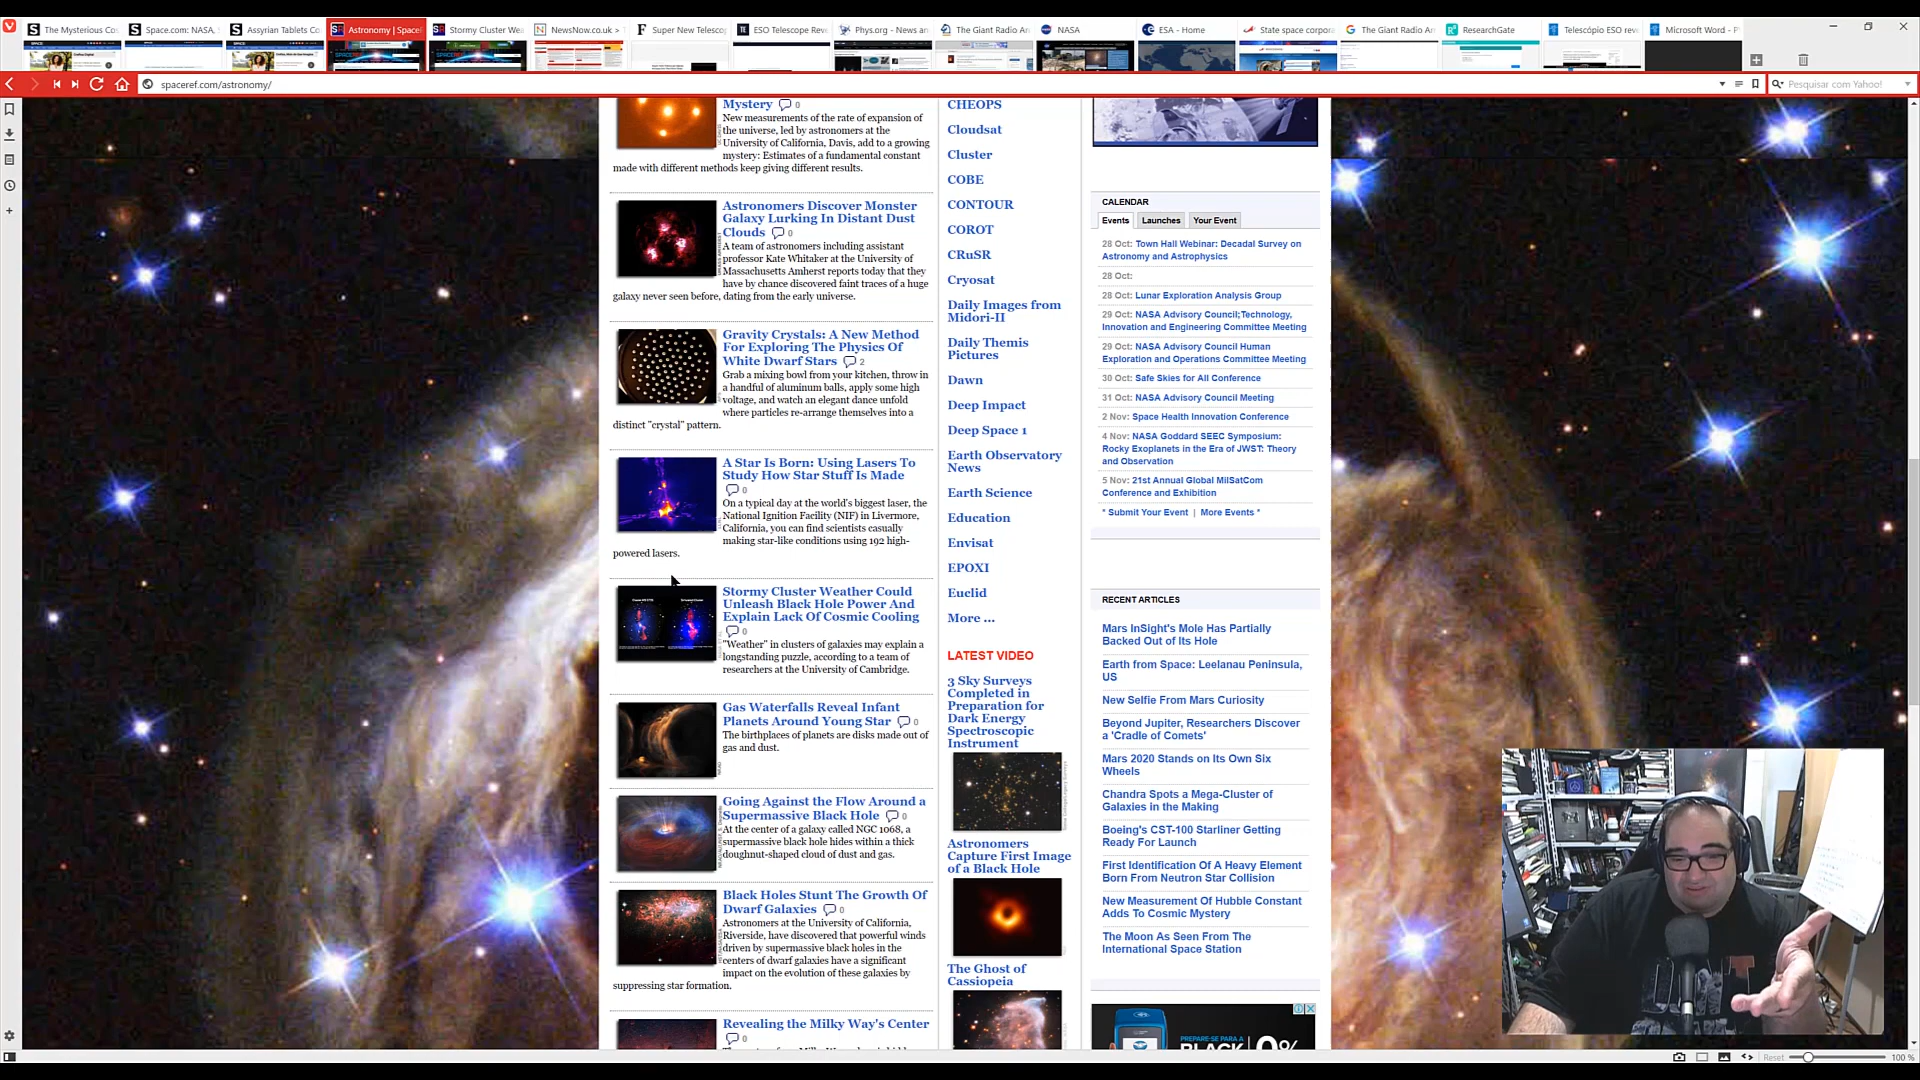 The Mysterious Co
Space.com: NASA,
Assyrian Tablets Co
Astronomy | Space
Stormy Cluster Wea
NewsNow.co.uk >
Super New Telescop
ESO Telescope Reve
Phys.org - News an
The Giant Radio Ar
NASA
ESA - Home
State space corpora
The Giant Radio Ar
ResearchGate
Telescópio ESO rev
Microsoft Word - P
spaceref.com/astronomy/
Pesquisar com Yahoo!
Mystery 0
New measurements of the rate of expansion of
the universe, led by astronomers at the
University of California, Davis, add to a growing
mystery: Estimates of a fundamental constant
made with different methods keep giving different results.
Astronomers Discover Monster
Galaxy Lurking In Distant Dust
Clouds 0
A team of astronomers including assistant
professor Kate Whitaker at the University of
Massachusetts Amherst reports today that they
have by chance discovered faint traces of a huge
galaxy never seen before, dating from the early universe.
Gravity Crystals: A New Method
For Exploring The Physics Of
White Dwarf Stars 2
Grab a mixing bowl from your kitchen, throw in
a handful of aluminum balls, apply some high
voltage, and watch an elegant dance unfold
where particles re-arrange themselves into a
distinct "crystal" pattern.
A Star Is Born: Using Lasers To
Study How Star Stuff Is Made
0
On a typical day at the world's biggest laser, the
National Ignition Facility (NIF) in Livermore,
California, you can find scientists casually
making star-like conditions using 192 high-
powered lasers.
Stormy Cluster Weather Could
Unleash Black Hole Power And
Explain Lack Of Cosmic Cooling
0
"Weather" in clusters of galaxies may explain a
longstanding puzzle, according to a team of
researchers at the University of Cambridge.
Gas Waterfalls Reveal Infant
Planets Around Young Star 0
The birthplaces of planets are disks made out of
gas and dust.
Going Against the Flow Around a
Supermassive Black Hole 0
At the center of a galaxy called NGC 1068, a
supermassive black hole hides within a thick
doughnut-shaped cloud of dust and gas.
Black Holes Stunt The Growth Of
Dwarf Galaxies 0
Astronomers at the University of California,
Riverside, have discovered that powerful winds
driven by supermassive black holes in the
centers of dwarf galaxies have a significant
impact on the evolution of these galaxies by
suppressing star formation.
Revealing the Milky Way's Center
0
CHEOPS
Cloudsat
Cluster
COBE
CONTOUR
COROT
CRuSR
Cryosat
Daily Images from
Midori-II
Daily Themis
Pictures
Dawn
Deep Impact
Deep Space 1
Earth Observatory
News
Earth Science
Education
Envisat
EPOXI
Euclid
More ...
LATEST VIDEO
3 Sky Surveys
Completed in
Preparation for
Dark Energy
Spectroscopic
Instrument
Astronomers
Capture First Image
of a Black Hole
The Ghost of
Cassiopeia
CALENDAR
Events Launches Your Event
28 Oct: Town Hall Webinar: Decadal Survey on
Astronomy and Astrophysics
28 Oct:
28 Oct: Lunar Exploration Analysis Group
29 Oct: NASA Advisory Council;Technology,
Innovation and Engineering Committee Meeting
29 Oct: NASA Advisory Council Human
Exploration and Operations Committee Meeting
30 Oct: Safe Skies for All Conference
31 Oct: NASA Advisory Council Meeting
2 Nov: Space Health Innovation Conference
4 Nov: NASA Goddard SEEC Symposium:
Rocky Exoplanets in the Era of JWST: Theory
and Observation
5 Nov: 21st Annual Global MilSatCom
Conference and Exhibition
* Submit Your Event | More Events *
RECENT ARTICLES
Mars InSight's Mole Has Partially
Backed Out of Its Hole
Earth from Space: Leelanau Peninsula,
US
New Selfie From Mars Curiosity
Beyond Jupiter, Researchers Discover
a 'Cradle of Comets'
Mars 2020 Stands on Its Own Six
Wheels
Chandra Spots a Mega-Cluster of
Galaxies in the Making
Boeing's CST-100 Starliner Getting
Ready For Launch
First Identification Of A Heavy Element
Born From Neutron Star Collision
New Measurement Of Hubble Constant
Adds To Cosmic Mystery
The Moon As Seen From The
International Space Station
PREPARE-SE PARA A
BLACK 0%
Reset 100 %